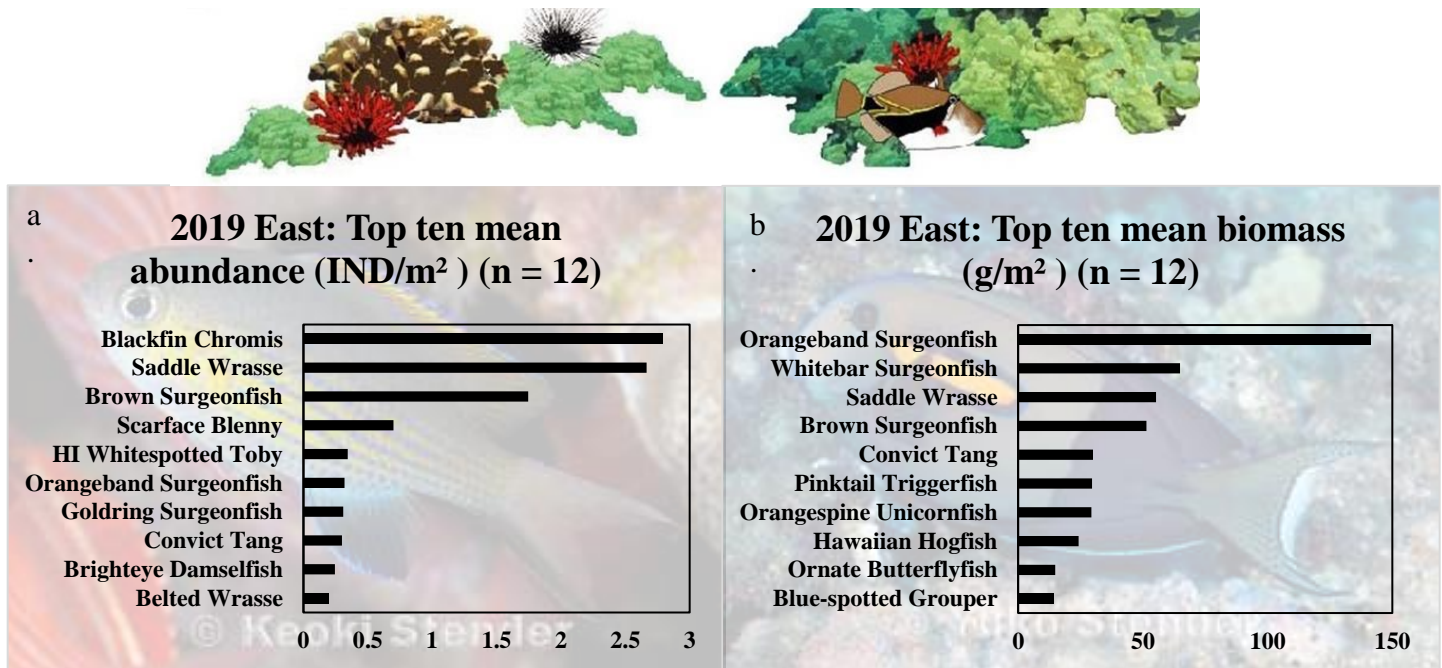 a
.
2019 East: Top ten mean
abundance (IND/m² ) (n = 12)
Blackfin Chromis
Saddle Wrasse
Brown Surgeonfish
Scarface Blenny
HI Whitespotted Toby
Orangeband Surgeonfish
Goldring Surgeonfish
Convict Tang
Brighteye Damselfish
Belted Wrasse
0 0.5 1 1.5 2 2.5 3
© Keoki Stender
b
.
2019 East: Top ten mean biomass
(g/m² ) (n = 12)
Orangeband Surgeonfish
Whitebar Surgeonfish
Saddle Wrasse
Brown Surgeonfish
Convict Tang
Pinktail Triggerfish
Orangespine Unicornfish
Hawaiian Hogfish
Ornate Butterflyfish
Blue-spotted Grouper
0 50 100 150
Stender